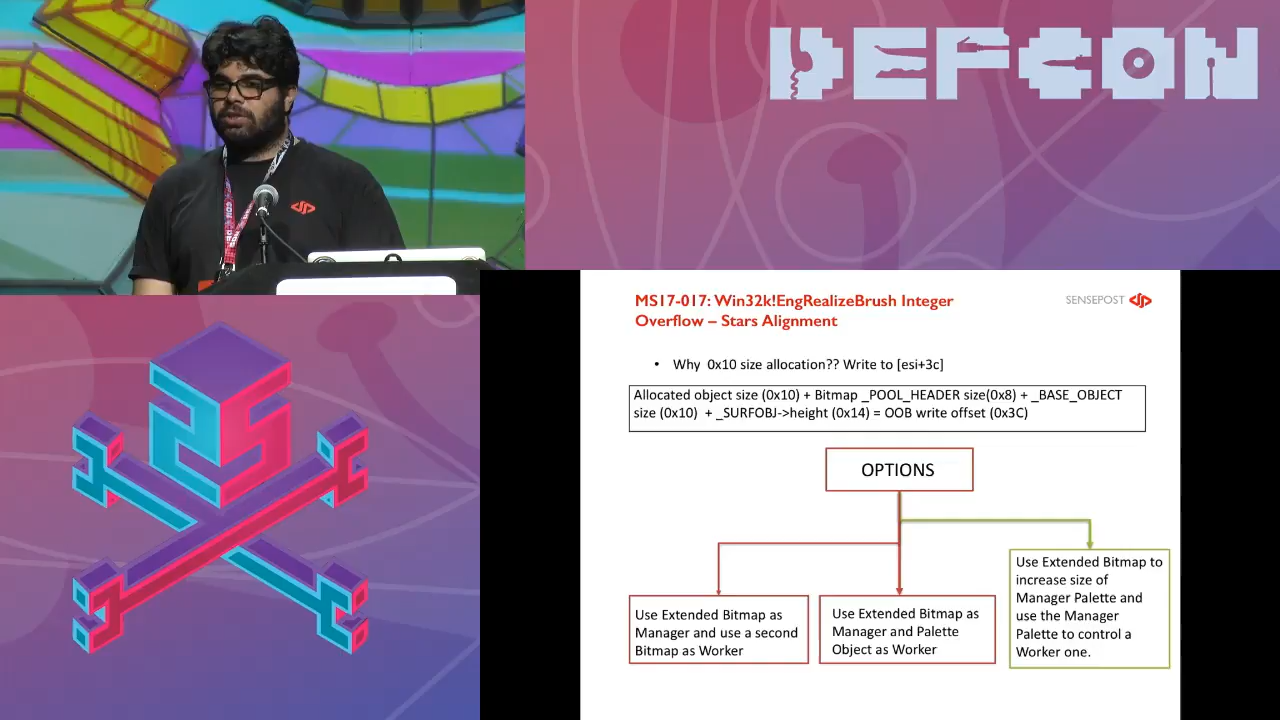 DEFCON
MS17-017: Win32k!EngRealizeBrush Integer
Overflow – Stars Alignment
SENSEPOST
• Why 0x10 size allocation?? Write to [esi+3c]
Allocated object size (0x10) + Bitmap _POOL_HEADER size(0x8) + _BASE_OBJECT
size (0x10) + _SURFOBJ->height (0x14) = OOB write offset (0x3C)
OPTIONS
Use Extended Bitmap as
Manager and use a second
Bitmap as Worker
Use Extended Bitmap as
Manager and Palette
Object as Worker
Use Extended Bitmap to
increase size of
Manager Palette and
use the Manager
Palette to control a
Worker one.